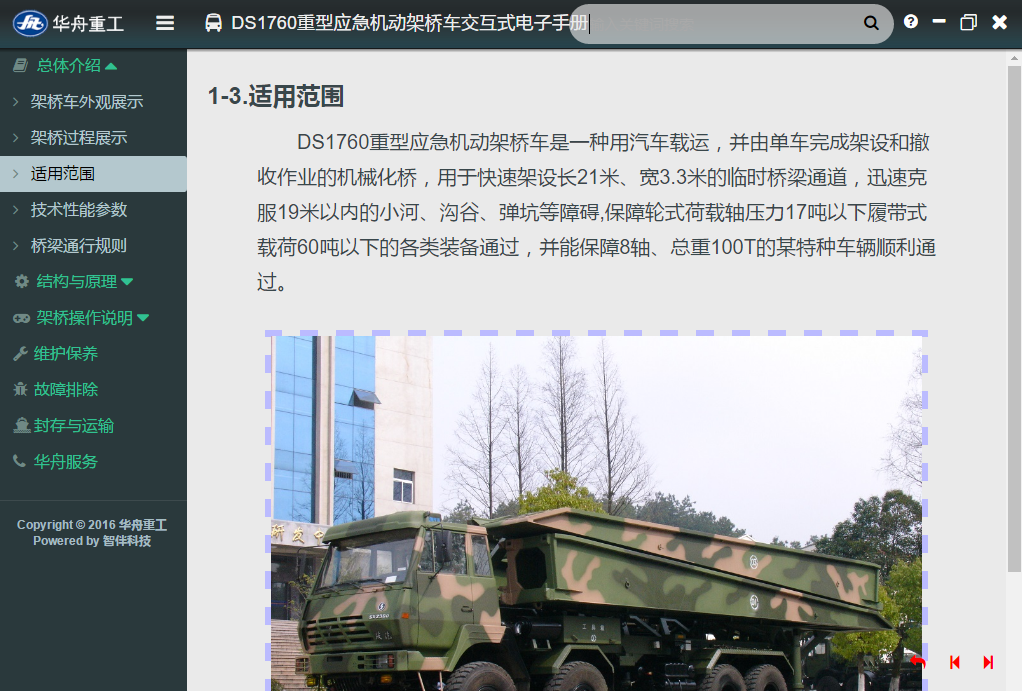 华舟重工
DS1760重型应急机动架桥车交互式电子手册
总体介绍
架桥车外观展示
架桥过程展示
适用范围
技术性能参数
桥梁通行规则
结构与原理
架桥操作说明
维护保养
故障排除
封存与运输
华舟服务
Copyright © 2016 华舟重工
Powered by 智伴科技
1-3.适用范围
DS1760重型应急机动架桥车是一种用汽车载运，并由单车完成架设和撤
收作业的机械化桥，用于快速架设长21米、宽3.3米的临时桥梁通道，迅速克
服19米以内的小河、沟谷、弹坑等障碍,保障轮式荷载轴压力17吨以下履带式
载荷60吨以下的各类装备通过，并能保障8轴、总重100T的某特种车辆顺利通
过。
研发中